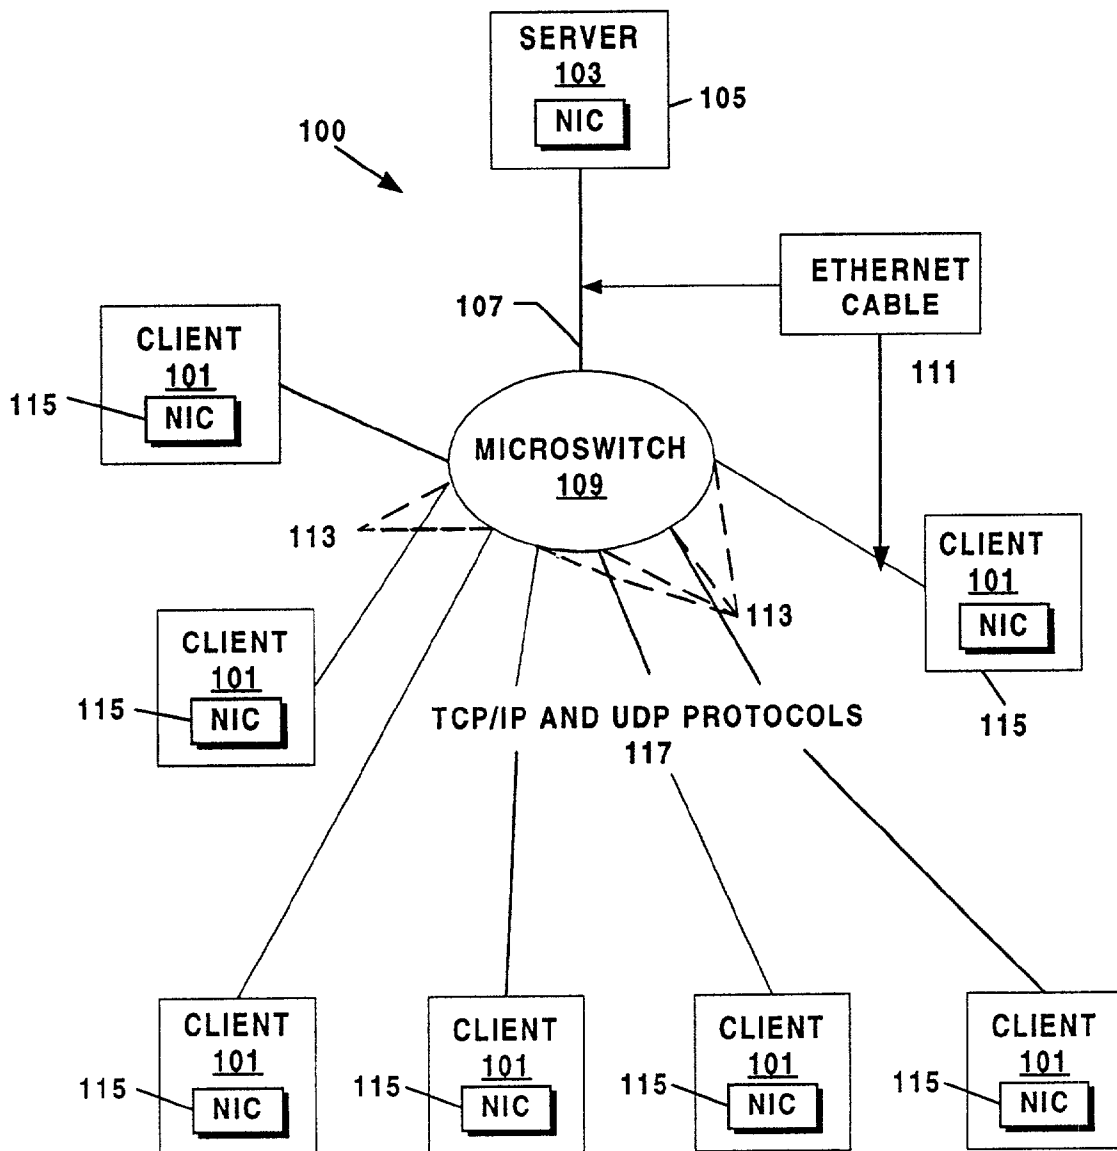 SERVER
103
NIC
105
100
ETHERNET
CABLE
107
111
CLIENT
101
NIC
115
MICROSWITCH
109
113
CLIENT
101
NIC
115
113
CLIENT
101
NIC
115
TCP/IP AND UDP PROTOCOLS
117
CLIENT
101
NIC
115
CLIENT
101
NIC
115
CLIENT
101
NIC
115
CLIENT
101
NIC
115